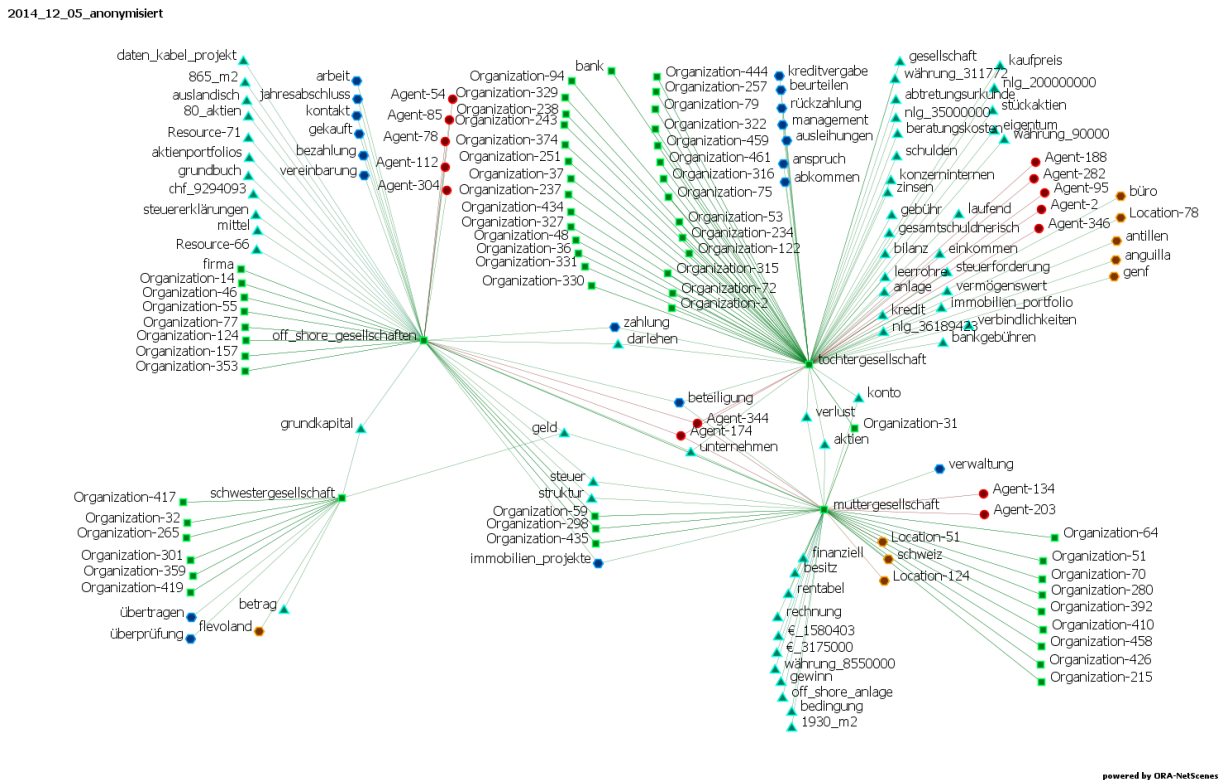 2014_12_05_anonymisiert
daten_kabel_projekt
865_m2
auslandisch
80_aktien
Resource-71
aktienportfolios
grundbuch
chf_9294093
steuererklärungen
mittel
Resource-66
firma
Organization-14
Organization-46
Organization-55
Organization-77
Organization-124
Organization-157
Organization-353
off_shore_gesellschaften
arbeit
jahresabschluss
kontakt
gekauft
bezahlung
vereinbarung
Agent-54
Agent-85
Agent-78
Agent-112
Agent-304
bank
Organization-94
Organization-329
Organization-238
Organization-243
Organization-374
Organization-251
Organization-37
Organization-237
Organization-434
Organization-327
Organization-48
Organization-36
Organization-331
Organization-330
Organization-444
Organization-257
Organization-79
Organization-322
Organization-459
Organization-461
Organization-316
Organization-75
Organization-53
Organization-234
Organization-122
Organization-315
Organization-72
Organization-2
kreditvergabe
beurteilen
rückzahlung
management
ausleihungen
anspruch
abkommen
gesellschaft
währung_311772
abtretungsurkunde
nlg_35000000
beratungskosten
schulden
konzerninternen
zinsen
gebühr
gesamtschuldnerisch
bilanz
leerrohre
anlage
kredit
nlg_36189423
kaufpreis
nlg_200000000
stückaktien
eigentum
währung_90000
laufend
einkommen
steuerforderung
vermögenswert
immobilien_portfolio
verbindlichkeiten
bankgebühren
Agent-188
Agent-282
Agent-95
Agent-2
Agent-346
büro
Location-78
antillen
anguilla
genf
tochtergesellschaft
zahlung
darlehen
beteiligung
Agent-344
Agent-174
unternehmen
konto
verlust
Organization-31
aktien
grundkapital
geld
schwestergesellschaft
Organization-417
Organization-32
Organization-265
Organization-301
Organization-359
Organization-419
übertragen
überprüfung
flevoland
betrag
steuer
struktur
Organization-59
Organization-298
Organization-435
immobilien_projekte
muttergesellschaft
verwaltung
Agent-134
Agent-203
Location-51
schweiz
Location-124
Organization-64
Organization-51
Organization-70
Organization-280
Organization-392
Organization-410
Organization-458
Organization-426
Organization-215
finanziell
besitz
rentabel
rechnung
€_1580403
€_3175000
währung_8550000
gewinn
off_shore_anlage
bedingung
1930_m2
powered by ORA-NetScenes